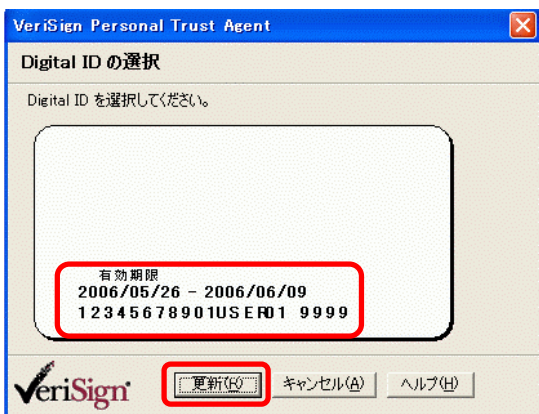 VeriSign Personal Trust Agent
Digital ID の選択
Digital ID を選択してください。
有効期限
2006/05/26 - 2006/06/09
12345678901USER01 9999
VeriSign
更新(R) キャンセル(A) ヘルプ(H)